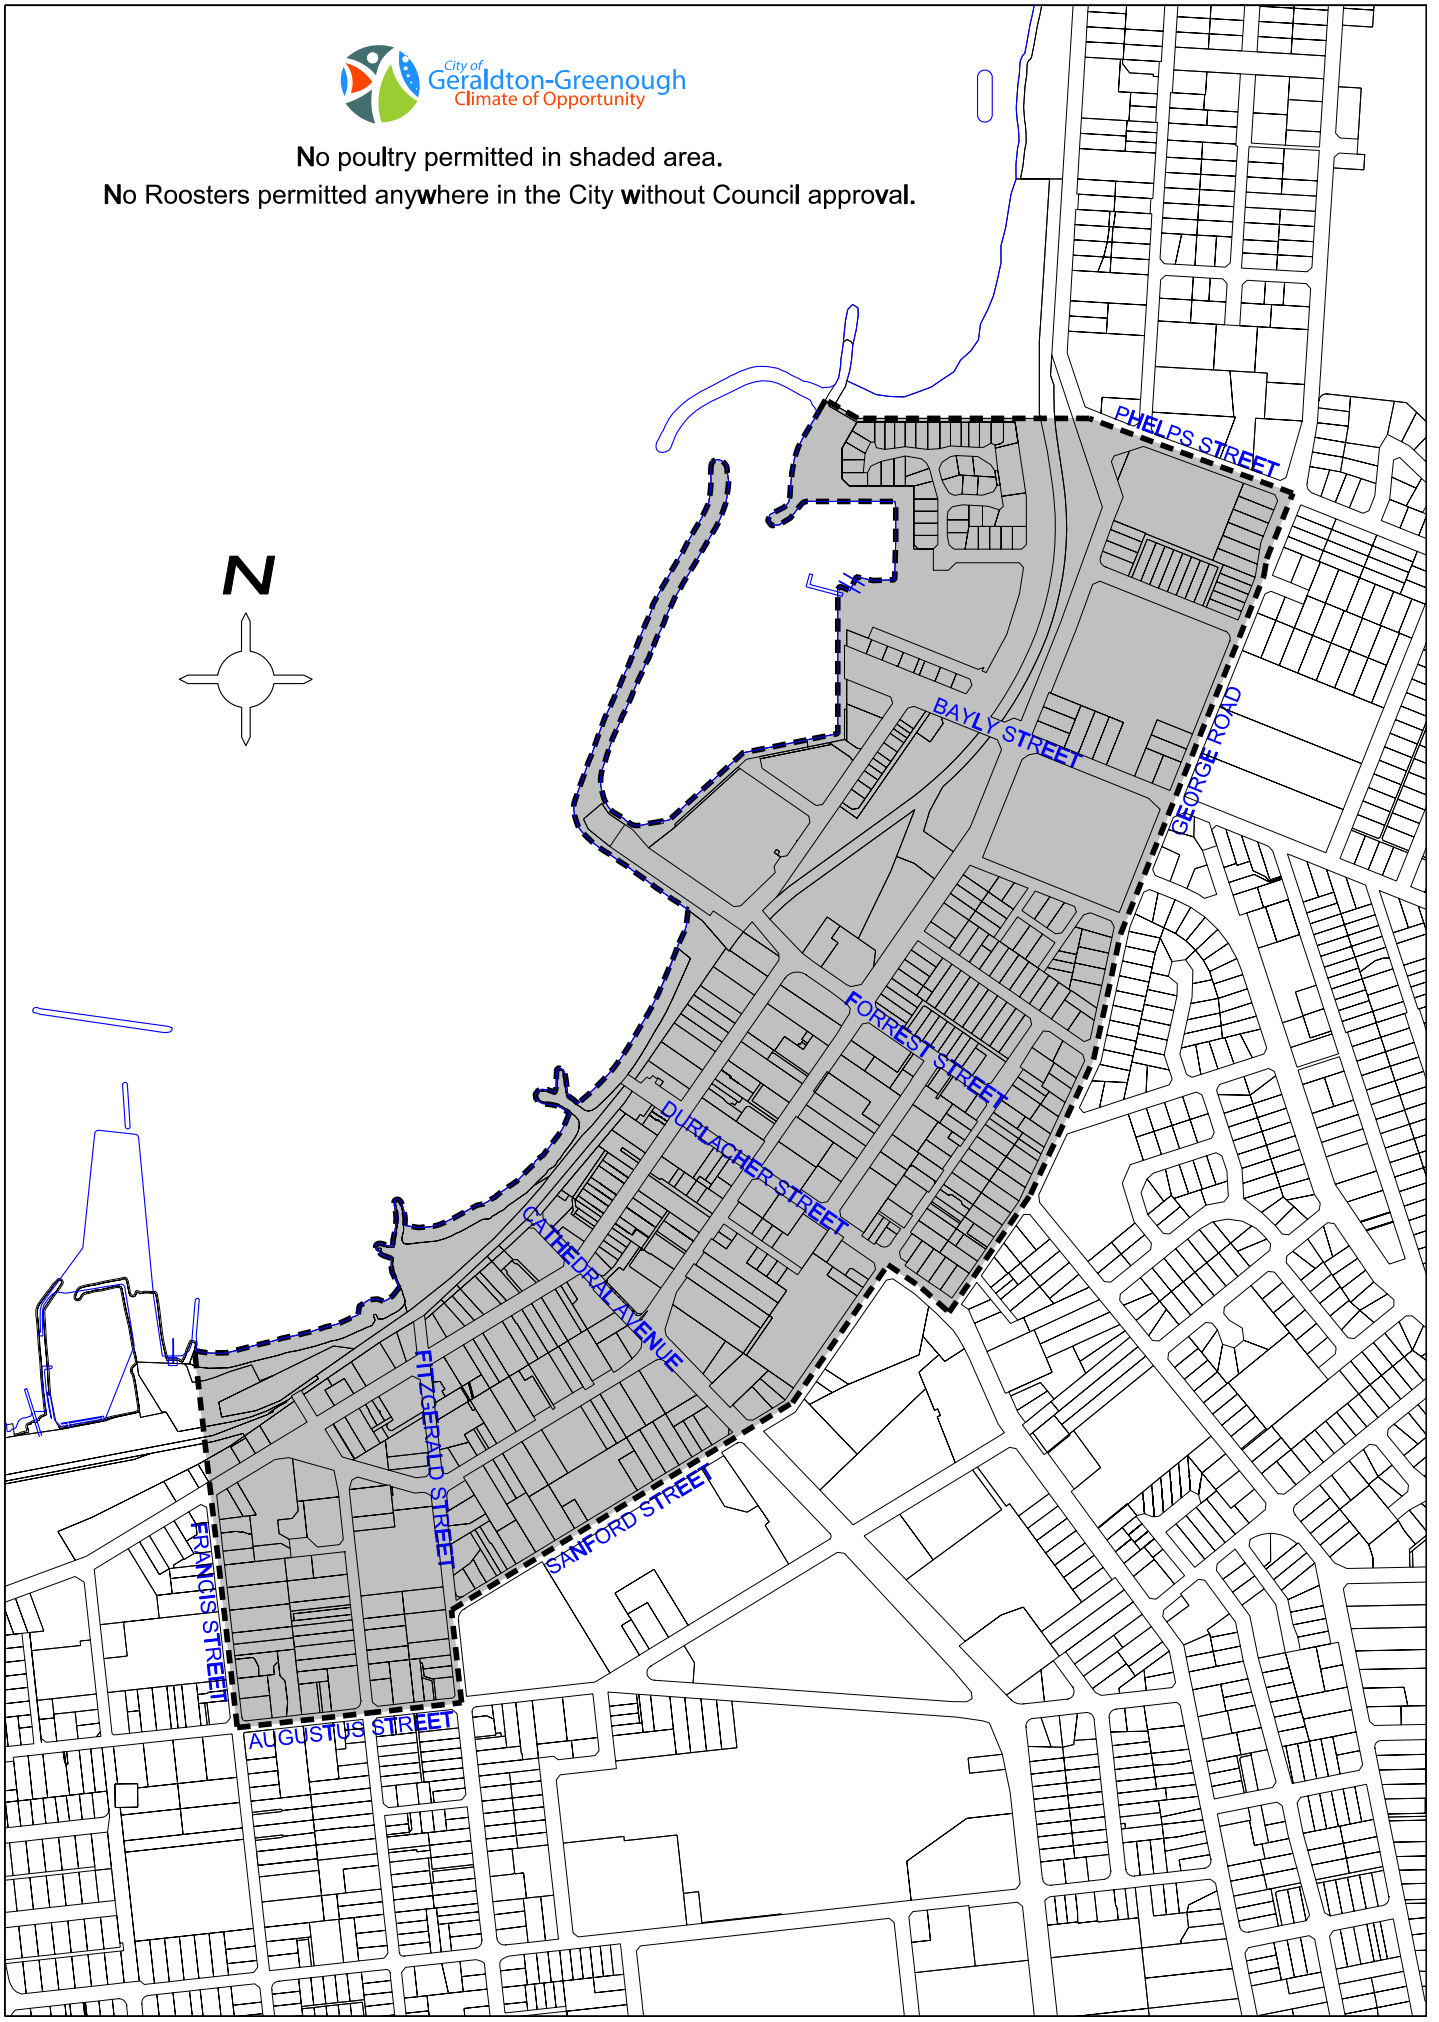 City of
Geraldton-Greenough
Climate of Opportunity
No poultry permitted in shaded area.
No Roosters permitted anywhere in the City without Council approval.
PHELPS STREET
N
BAYLY STREET
GEORGE ROAD
FORREST STREET
DURLACHER STREET
CATHEDRAL AVENUE
FITZGERALD STREET
SANFORD STREET
FRANCIS STREET
AUGUSTUS STREET